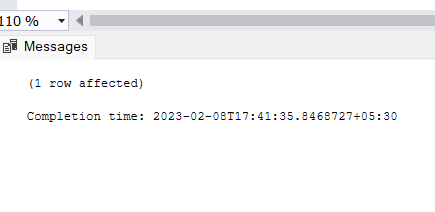 110 %
Messages
(1 row affected)
Completion time: 2023-02-08T17:41:35.8468727+05:30